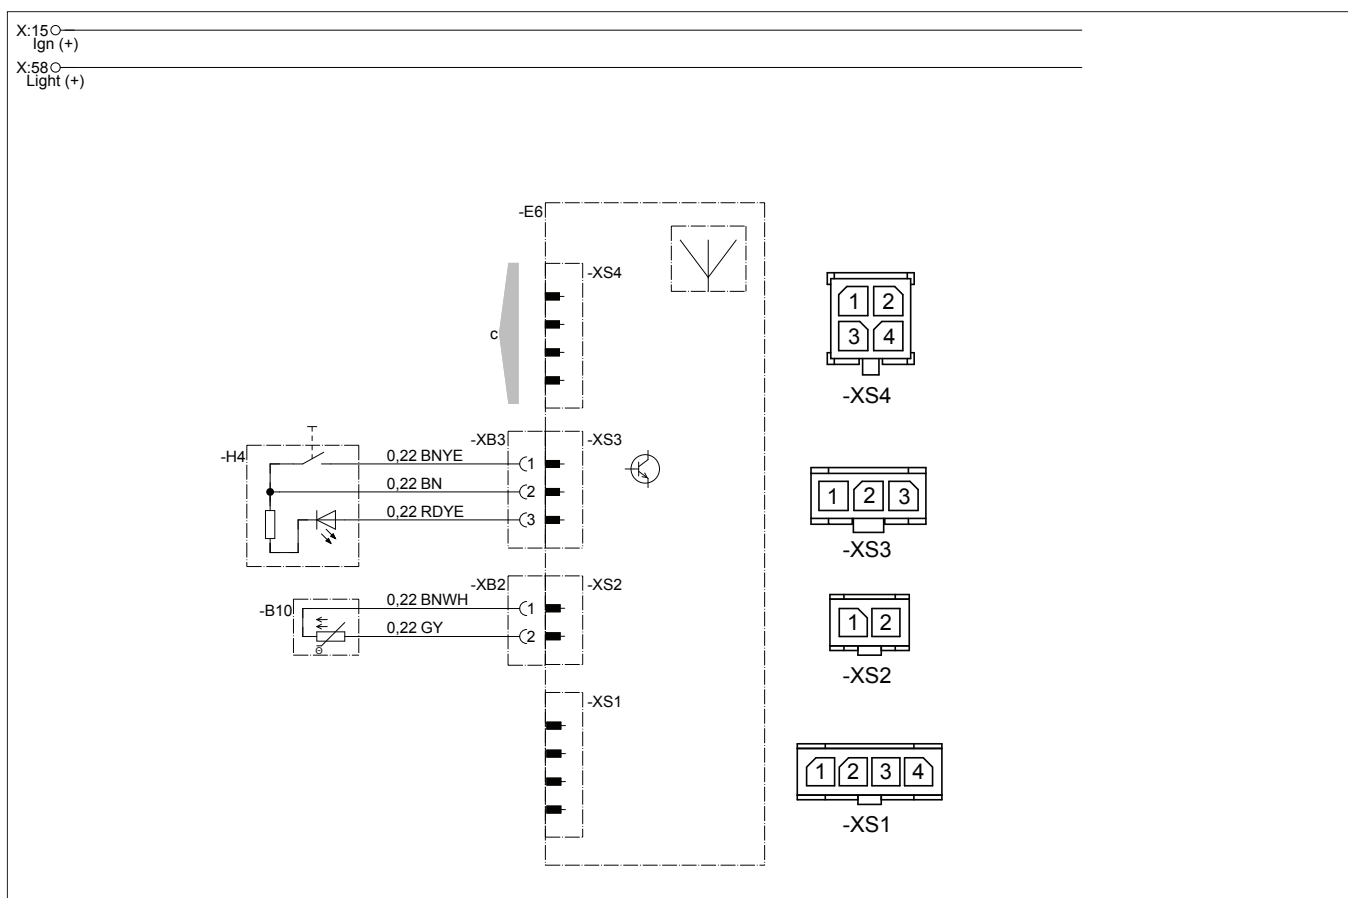 X:15
Ign (+)
X:58
Light (+)
-E6
-XS4
c
1 2
3 4
-XS4
-XB3
-XS3
-H4
0,22 BNYE
1
0,22 BN
2
0,22 RDYE
3
1 2 3
-XS3
-XB2
-XS2
-B10
0,22 BNWH
1
0,22 GY
2
1 2
-XS2
-XS1
1 2 3 4
-XS1